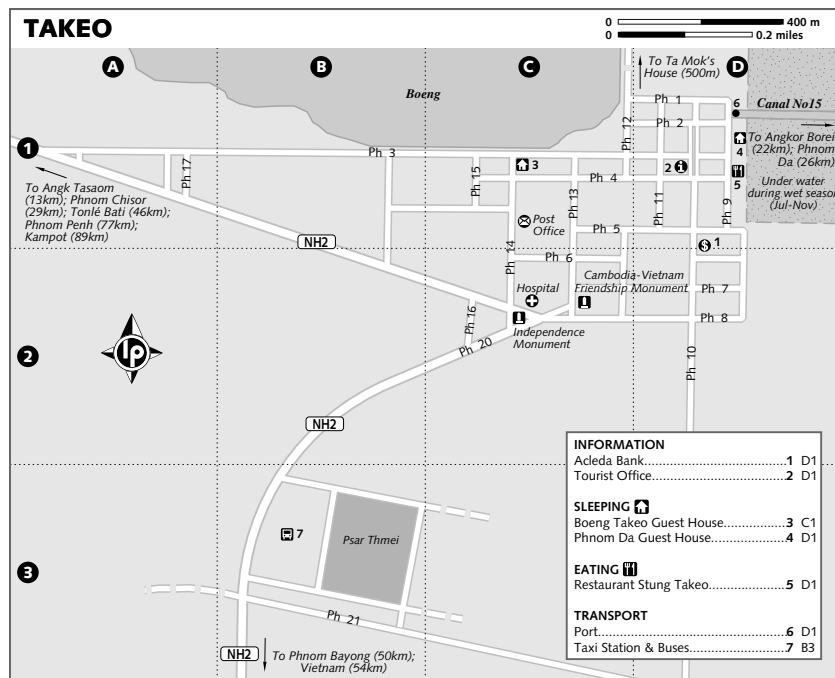 TAKEO
0 400 m
0 0.2 miles
A
B
C
D
1
2
3
Boeng
To Ta Mok's
House (500m)
Ph 1
Ph 2
Ph 12
6
Canal No15
To Angkor Borei
(22km); Phnom
Da (26km)
4
5
Under water
during wet season
(Jul-Nov)
Ph 3
Ph 17
Ph 15
3
2
Ph 4
Ph 13
Ph 11
Ph 9
To Angk Tasaom
(13km); Phnom Chisor
(29km); Tonlé Bati (46km);
Phnom Penh (77km);
Kampot (89km)
NH2
Post
Office
Ph 5
$ 1
Ph 14
Ph 6
Cambodia-Vietnam
Friendship Monument
Hospital
Ph 7
Ph 16
Independence
Monument
Ph 8
Ph 20
Ph 10
lp
NH2
7
Psar Thmei
Ph 21
NH2
To Phnom Bayong (50km);
Vietnam (54km)
INFORMATION
Acleda Bank...........................1 D1
Tourist Office..........................2 D1
SLEEPING
Boeng Takeo Guest House..............3 C1
Phnom Da Guest House................4 D1
EATING
Restaurant Stung Takeo................5 D1
TRANSPORT
Port....................................6 D1
Taxi Station & Buses...................7 B3